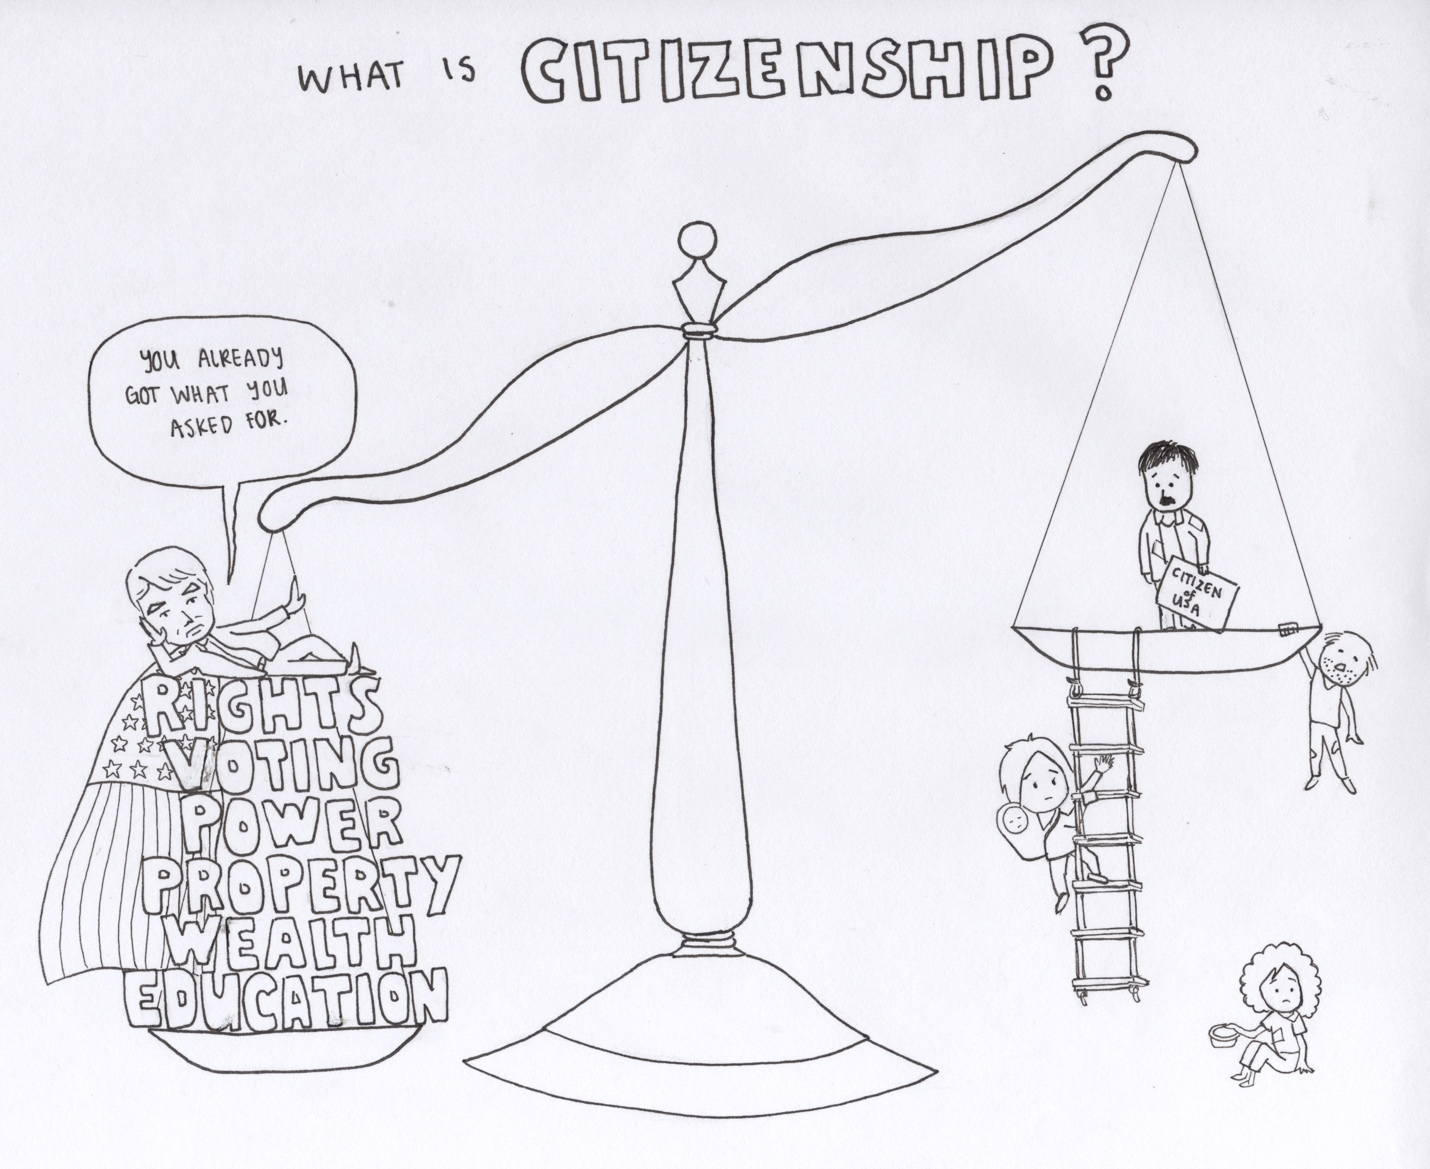 WHAT IS CITIZENSHIP?
YOU ALREADY
GOT WHAT YOU
ASKED FOR.
RIGHTS
VOTING
POWER
PROPERTY
WEALTH
EDUCATION
CITIZEN
of
USA